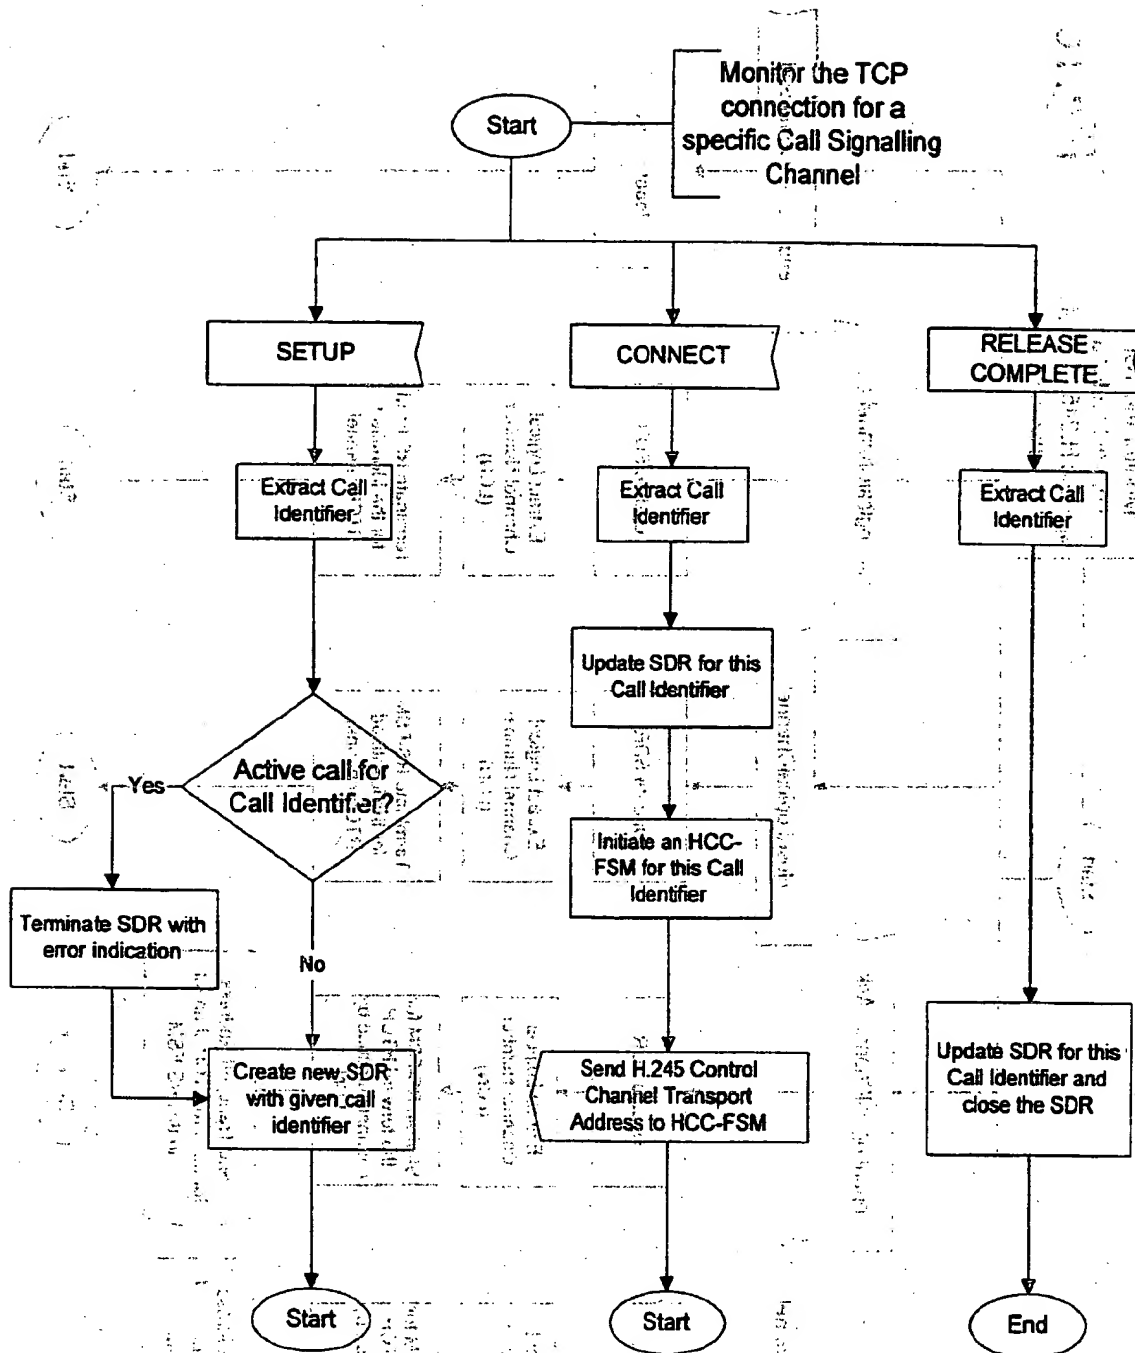 Monitor the TCP
connection for a
specific Call Signalling
Channel
Start
SETUP
CONNECT
RELEASE
COMPLETE
Extract Call
Identifier
Extract Call
Identifier
Extract Call
Identifier
Update SDR for this
Call Identifier
Active call for
Call Identifier?
Yes
No
Initiate an HCC-
FSM for this Call
Identifier
Terminate SDR with
error indication
Create new SDR
with given call
identifier
Send H.245 Control
Channel Transport
Address to HCC-FSM
Update SDR for this
Call Identifier and
close the SDR
Start
Start
End